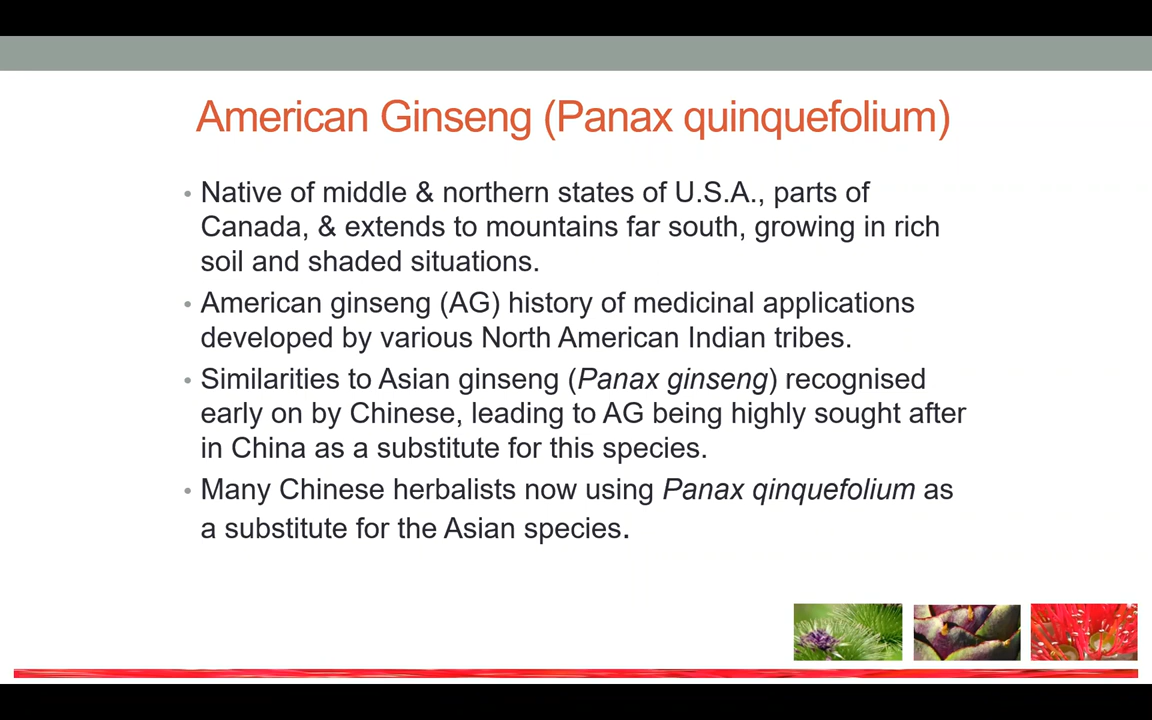 American Ginseng (Panax quinquefolium)
• Native of middle & northern states of U.S.A., parts of
Canada, & extends to mountains far south, growing in rich
soil and shaded situations.
• American ginseng (AG) history of medicinal applications
developed by various North American Indian tribes.
• Similarities to Asian ginseng (Panax ginseng) recognised
early on by Chinese, leading to AG being highly sought after
in China as a substitute for this species.
• Many Chinese herbalists now using Panax qinquefolium as
a substitute for the Asian species.